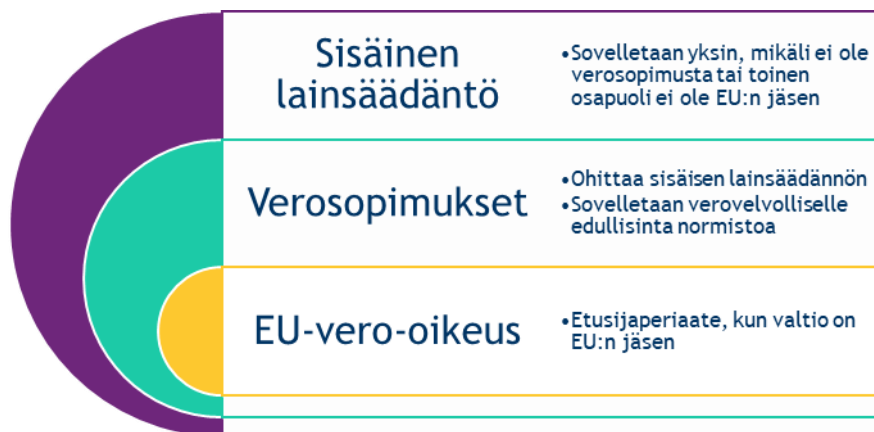 Sisäinen
lainsäädäntö
•Sovelletaan yksin, mikäli ei ole
verosopimusta tai toinen
osapuoli ei ole EU:n jäsen
Verosopimukset
•Ohittaa sisäisen lainsäädännön
•Sovelletaan verovelvolliselle
edullisinta normistoa
EU-vero-oikeus
•Etusijaperiaate, kun valtio on
EU:n jäsen